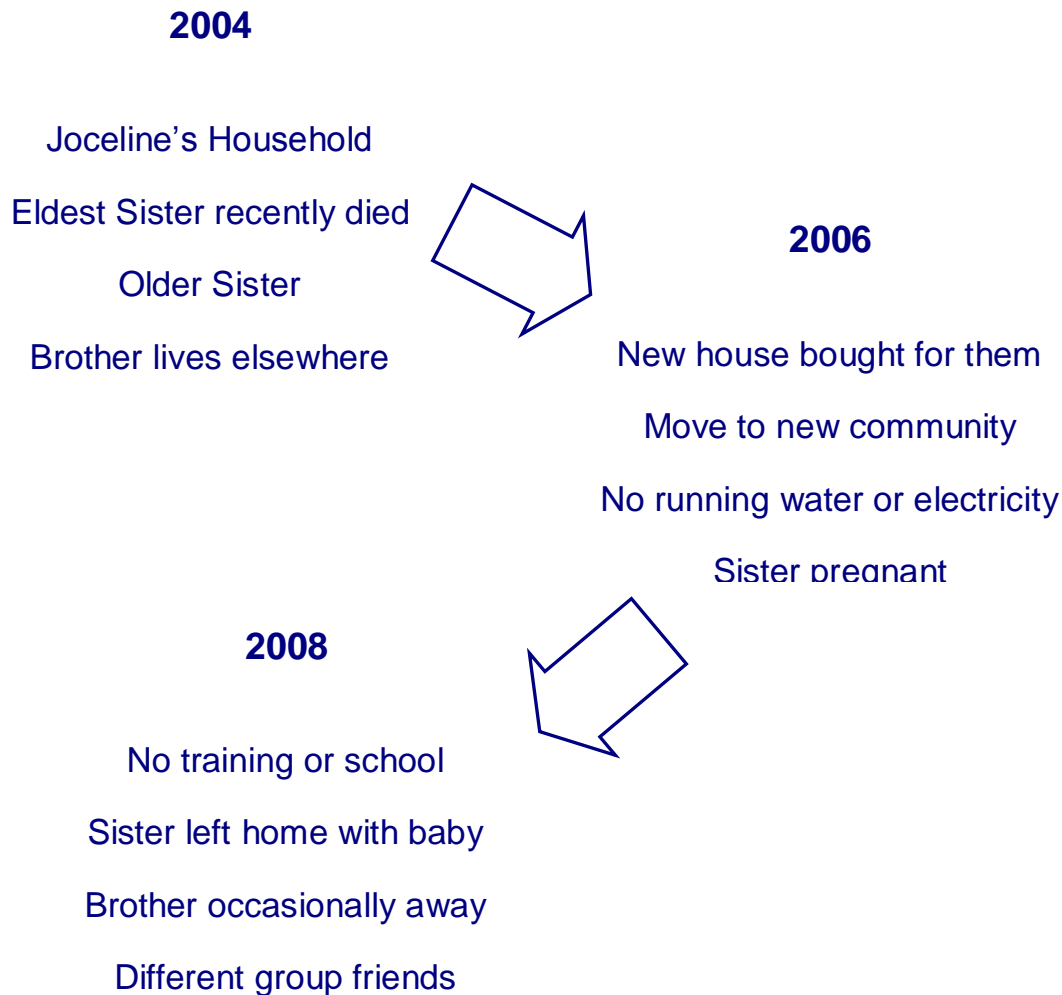 2004
Joceline’s Household
Eldest Sister recently died
Older Sister
Brother lives elsewhere
2006
New house bought for them
Move to new community
No running water or electricity
Sister pregnant
2008
No training or school
Sister left home with baby
Brother occasionally away
Different group friends